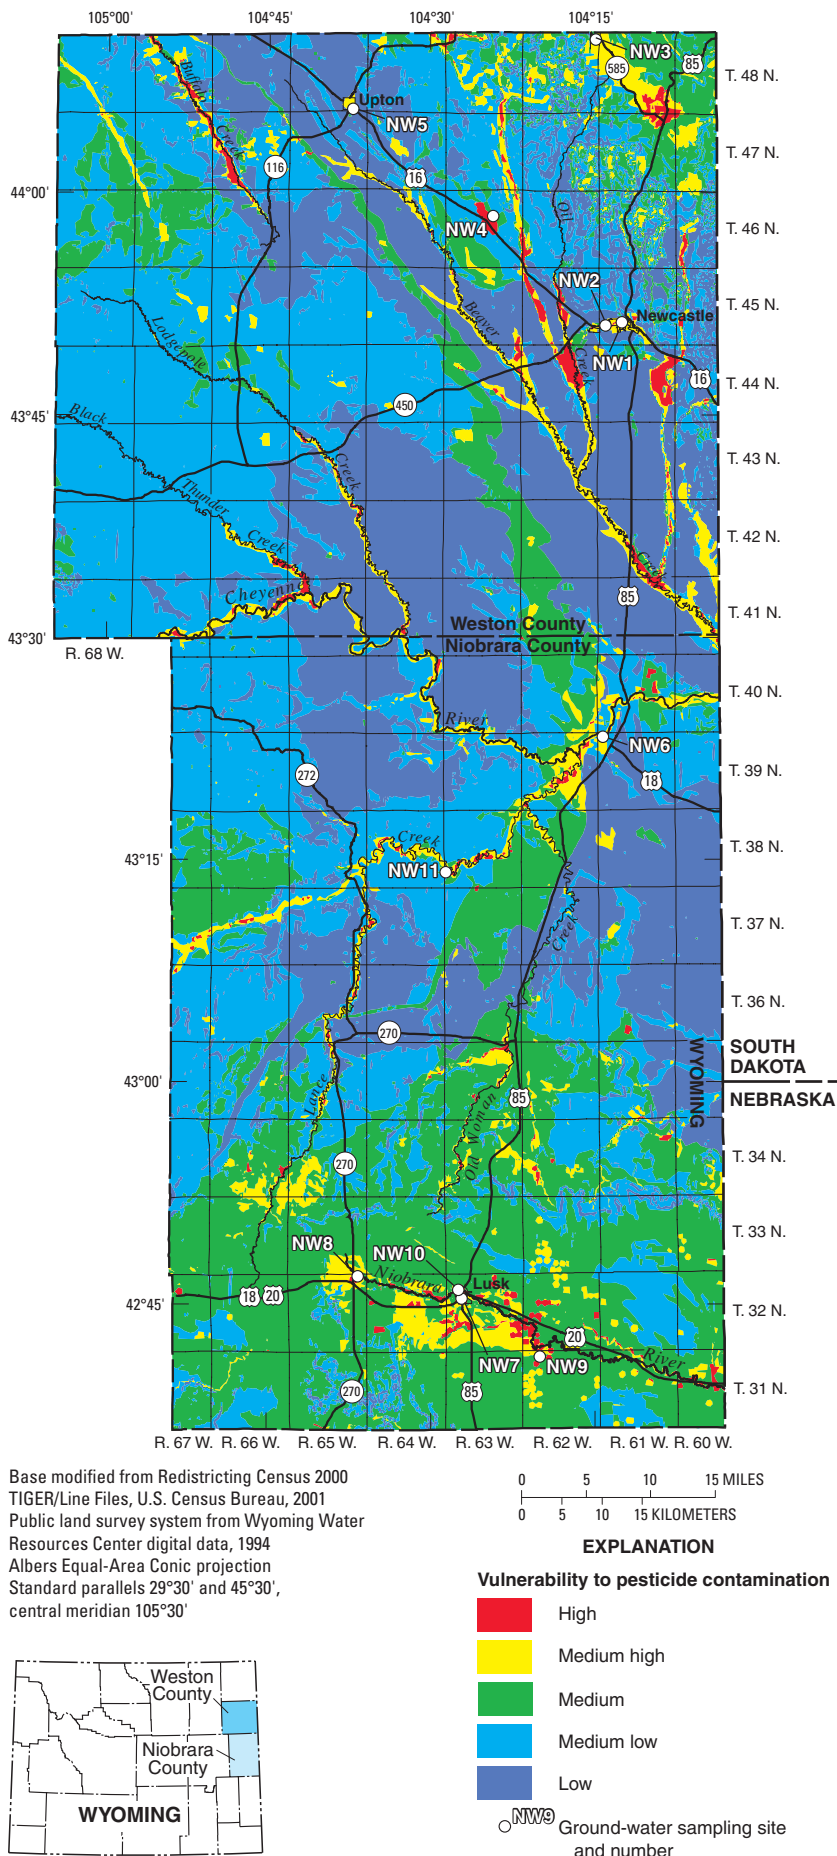 105°00' 104°45' 104°30' 104°15'
NW3
585
85
T. 48 N.
Buffalo
Creek
Upton
NW5
T. 47 N.
116
16
44°00'
Oil
NW4
T. 46 N.
NW2
T. 45 N.
Beaver
Newcastle
Lodgepole
NW1
Creek
16
T. 44 N.
450
43°45'
Black
T. 43 N.
Creek
Thunder
T. 42 N.
Creek
Creek
Cheyenne
85
T. 41 N.
Weston County
43°30'
Niobrara County
R. 68 W.
T. 40 N.
River
NW6
272
18
T. 39 N.
Creek
T. 38 N.
43°15'
NW11
Creek
T. 37 N.
T. 36 N.
270
WYOMING
SOUTH
DAKOTA
43°00'
NEBRASKA
Lance
85
Old Woman
270
T. 34 N.
T. 33 N.
NW8
NW10
Niobrara
Lusk
18 20
42°45'
T. 32 N.
20
NW7
NW9
River
270
85
T. 31 N.
R. 67 W. R. 66 W. R. 65 W. R. 64 W. R. 63 W. R. 62 W. R. 61 W. R. 60 W.
Base modified from Redistricting Census 2000
TIGER/Line Files, U.S. Census Bureau, 2001
Public land survey system from Wyoming Water
Resources Center digital data, 1994
Albers Equal-Area Conic projection
Standard parallels 29°30' and 45°30',
central meridian 105°30'
0 5 10 15 MILES
0 5 10 15 KILOMETERS
EXPLANATION
Vulnerability to pesticide contamination
High
Medium high
Medium
Medium low
Low
NW9 Ground-water sampling site
and number
Weston
County
Niobrara
County
WYOMING